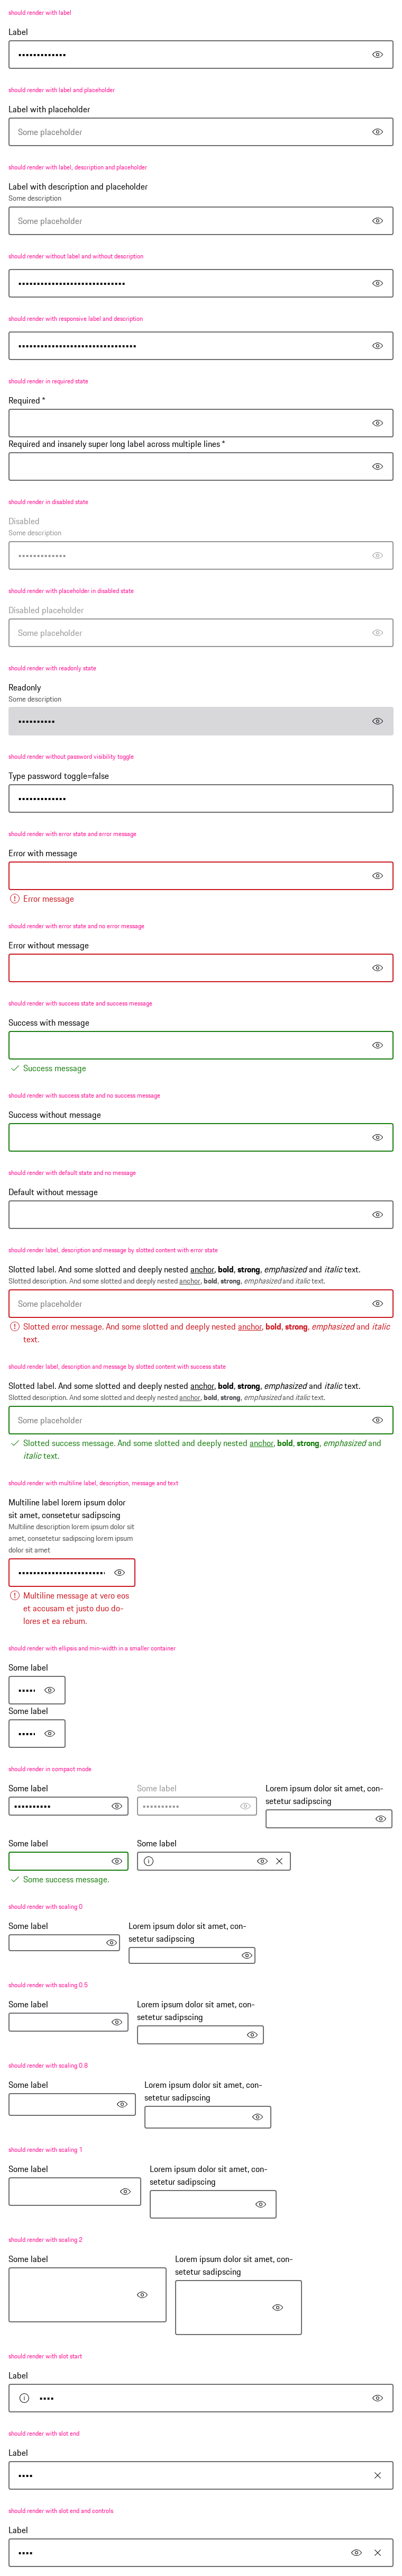 should render with label
Label
•••••••••••••
should render with label and placeholder
Label with placeholder
Some placeholder
should render with label, description and placeholder
Label with description and placeholder
Some description
Some placeholder
should render without label and without description
should render with responsive label and description
should render in required state
Required *
Required and insanely super long label across multiple lines *
should render in disabled state
Disabled
Some description
•••••••••••••
should render with placeholder in disabled state
Disabled placeholder
Some placeholder
should render with readonly state
Readonly
Some description
••••••••••
should render without password visibility toggle
Type password toggle=false
•••••••••••••
should render with error state and error message
Error with message
Error message
should render with error state and no error message
Error without message
should render with success state and success message
Success with message
Success message
should render with success state and no success message
Success without message
should render with default state and no message
Default without message
should render label, description and message by slotted content with error state
Slotted label. And some slotted and deeply nested anchor, bold, strong, emphasized and italic text.
Slotted description. And some slotted and deeply nested anchor, bold, strong, emphasized and italic text.
Some placeholder
Slotted error message. And some slotted and deeply nested anchor, bold, strong, emphasized and italic
text.
should render label, description and message by slotted content with success state
Slotted label. And some slotted and deeply nested anchor, bold, strong, emphasized and italic text.
Slotted description. And some slotted and deeply nested anchor, bold, strong, emphasized and italic text.
Some placeholder
Slotted success message. And some slotted and deeply nested anchor, bold, strong, emphasized and
italic text.
should render with multiline label, description, message and text
Multiline label lorem ipsum dolor
sit amet, consetetur sadipscing
Multiline description lorem ipsum dolor sit
amet, consetetur sadipscing lorem ipsum
dolor sit amet
Multiline message at vero eos
et accusam et justo duo do-
lores et ea rebum.
should render with ellipsis and min-width in a smaller container
Some label
Some label
should render in compact mode
Some label
••••••••••
Some label
••••••••••
Lorem ipsum dolor sit amet, con-
setetur sadipscing
Some label
Some success message.
Some label
should render with scaling 0
Some label
Lorem ipsum dolor sit amet, con-
setetur sadipscing
should render with scaling 0.5
Some label
Lorem ipsum dolor sit amet, con-
setetur sadipscing
should render with scaling 0.8
Some label
Lorem ipsum dolor sit amet, con-
setetur sadipscing
should render with scaling 1
Some label
Lorem ipsum dolor sit amet, con-
setetur sadipscing
should render with scaling 2
Some label
Lorem ipsum dolor sit amet, con-
setetur sadipscing
should render with slot start
Label
••••
should render with slot end
Label
••••
should render with slot end and controls
Label
••••